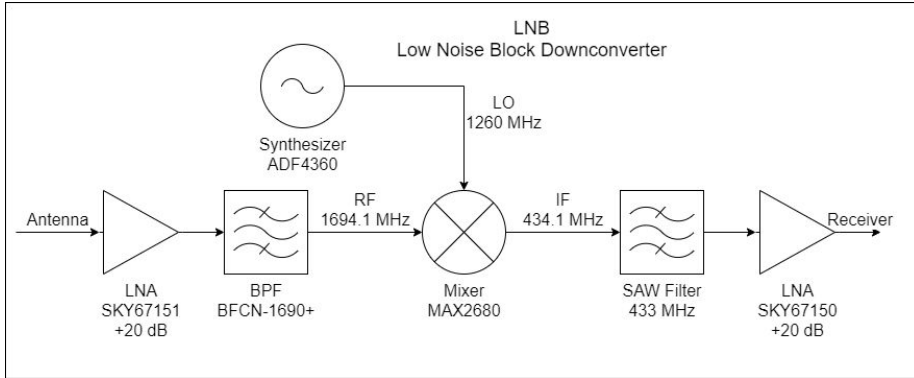 LNB
Low Noise Block Downconverter
LO
1260 MHz
Synthesizer
ADF4360
Antenna
RF
1694.1 MHz
IF
434.1 MHz
Receiver
LNA
SKY67151
+20 dB
BPF
BFCN-1690+
Mixer
MAX2680
SAW Filter
433 MHz
LNA
SKY67150
+20 dB